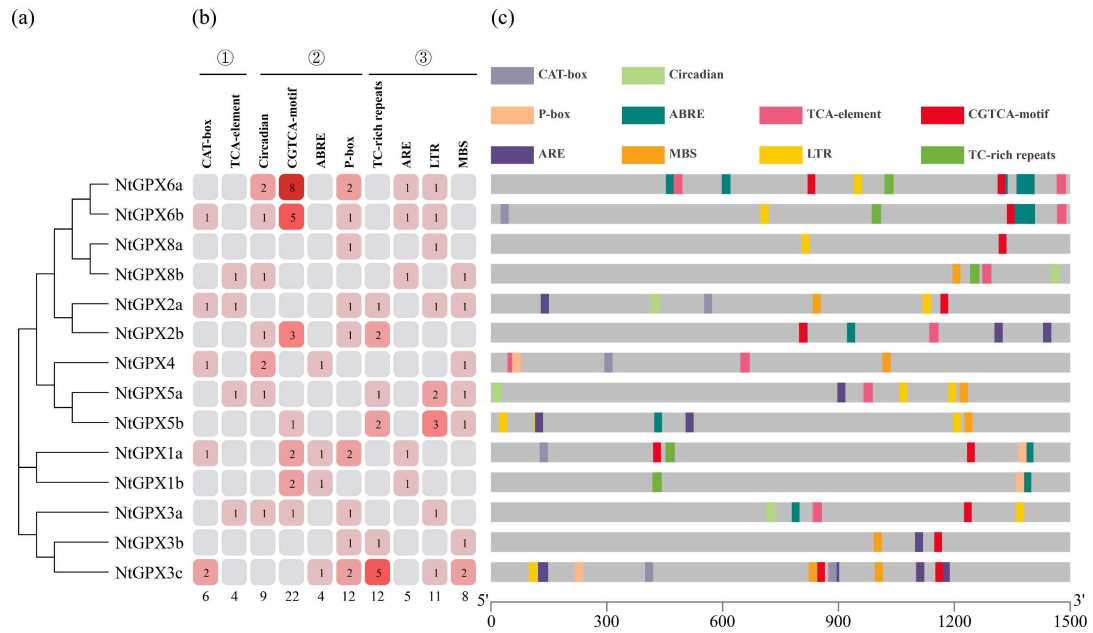 (a)
(b)
(c)
① ② ③
CAT-box TCA-element Circadian CGTCA-motif ABRE P-box TC-rich repeats ARE LTR MBS
CAT-box Circadian
P-box ABRE TCA-element CGTCA-motif
ARE MBS LTR TC-rich repeats
NtGPX6a 2 8 2 1 1
NtGPX6b 1 1 5 1 1 1
NtGPX8a 1 1
NtGPX8b 1 1 1 1
NtGPX2a 1 1 1 1 1 1
NtGPX2b 1 3 1 2
NtGPX4 1 2 1 1
NtGPX5a 1 1 1 2 1
NtGPX5b 1 2 3 1
NtGPX1a 1 2 1 2 1
NtGPX1b 2 1 1
NtGPX3a 1 1 1 1 1
NtGPX3b 1 1 1
NtGPX3c 2 1 2 5 1 2
6 4 9 22 4 12 12 5 11 8
5' 3'
0 300 600 900 1200 1500